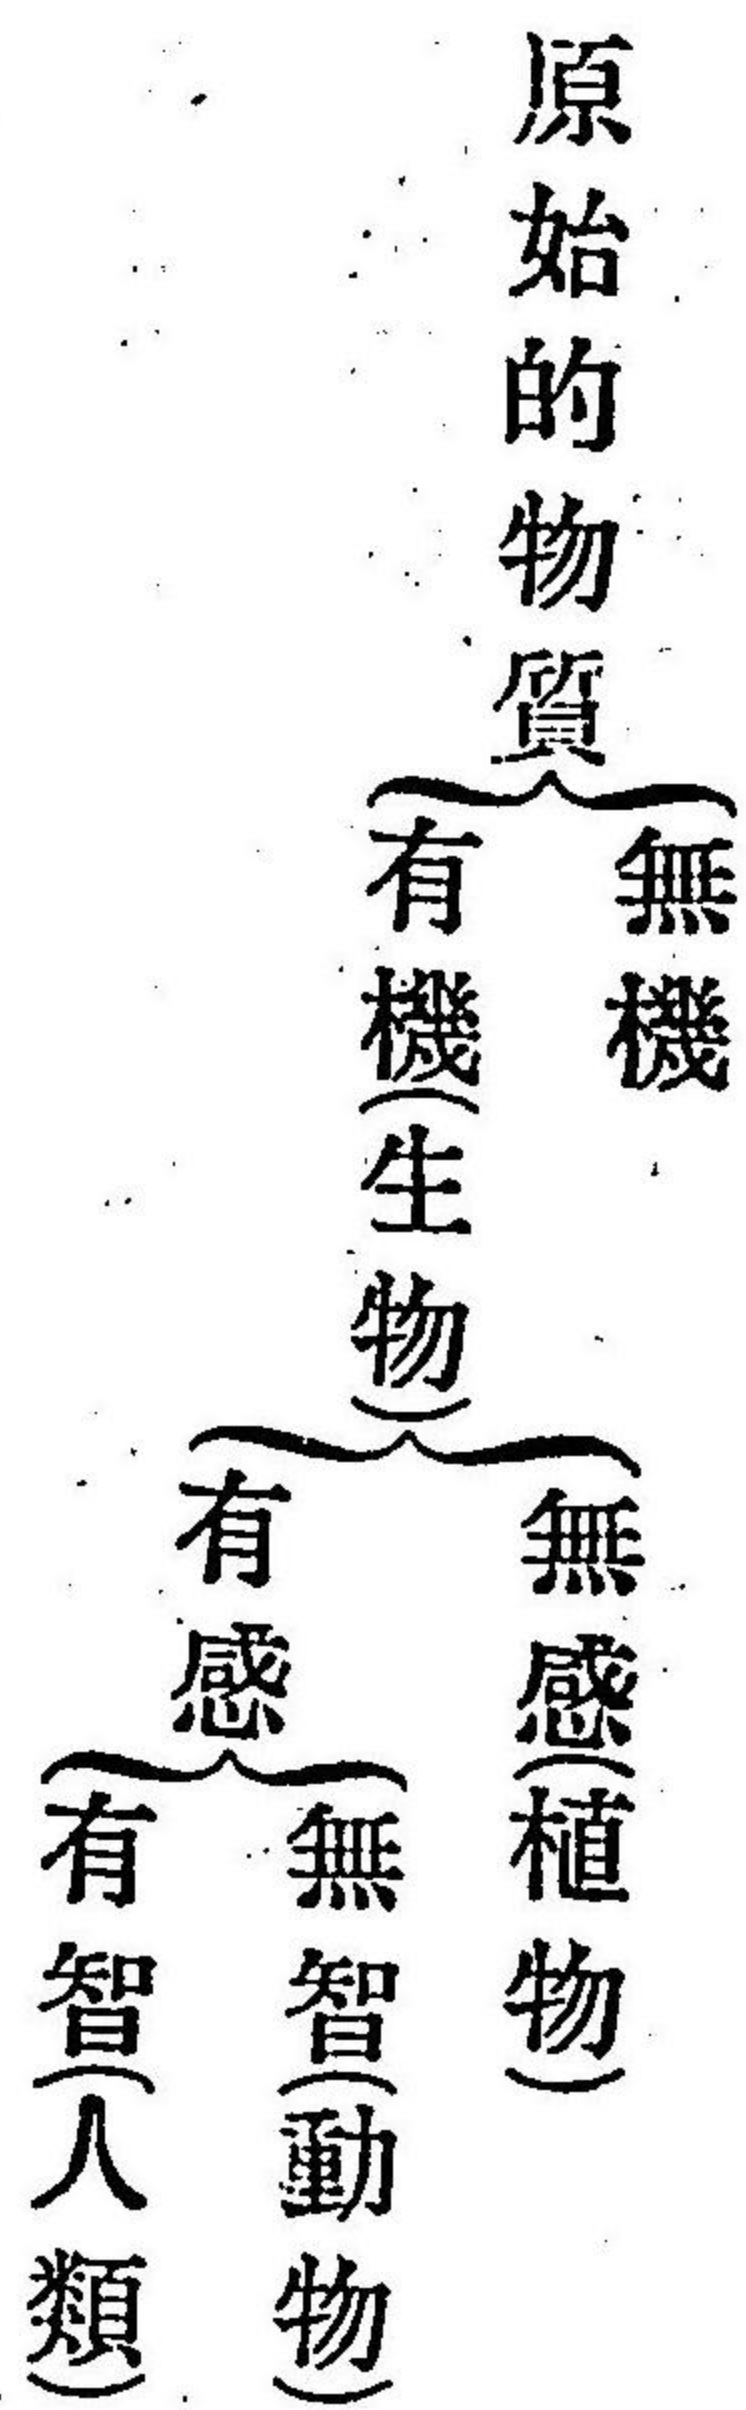 原始的物質
無機
有機(生物)
無感(植物)
有感
無智(動物)
有智(人類)